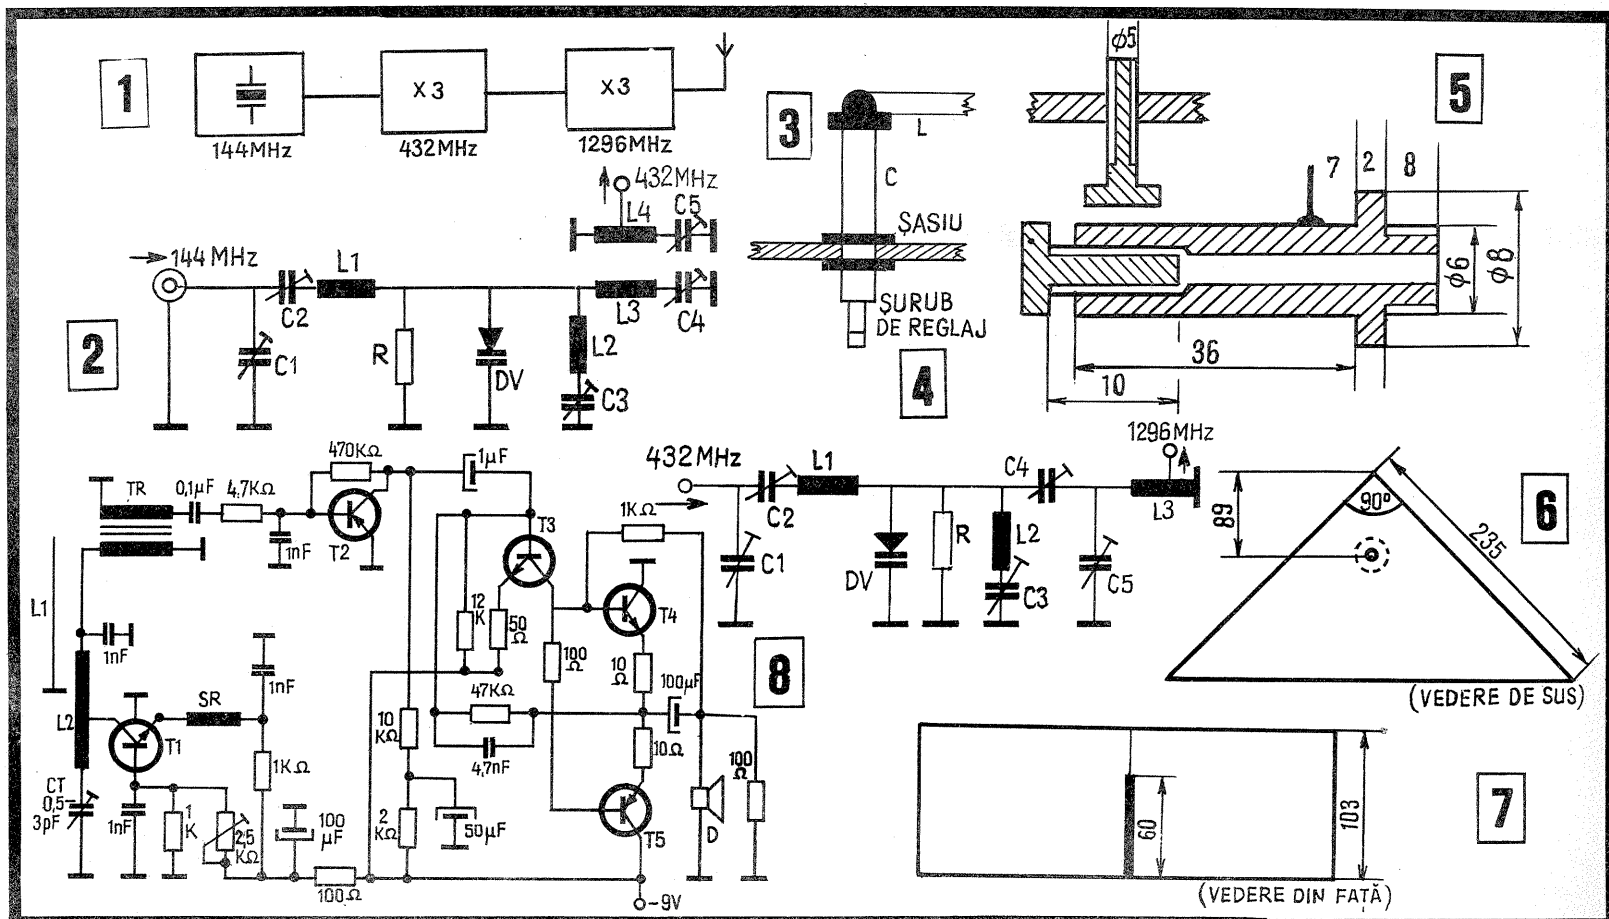 1
X 3
X3
144MHz
432MHz
1296MHz
2
144 MHz
432MHz
L4
C5
L1
C2
C1
R
DV
L3
C4
L2
C3
3
L
C
ŞASIU
ŞURUB
DE REGLAJ
5
ϕ5
7
2
8
ϕ6
ϕ8
36
10
4
432MHz
1296MHz
L1
C4
C2
C1
DV
R
L2
C3
C5
L3
6
90°
89
235
(VEDERE DE SUS)
7
60
103
(VEDERE DIN FAŢĂ)
8
470KΩ
1µF
TR
0,1µF
4,7KΩ
1nF
T2
T3
1KΩ
T4
L1
1nF
12
K
50
Ω
100
Ω
10
Ω
100µF
1nF
L2
SR
T1
47KΩ
4,7nF
10
KΩ
10Ω
100
Ω
CT
0,5-
3pF
1nF
1
K
2,5
KΩ
1KΩ
100
µF
2
KΩ
50µF
T5
D
100Ω
-9V